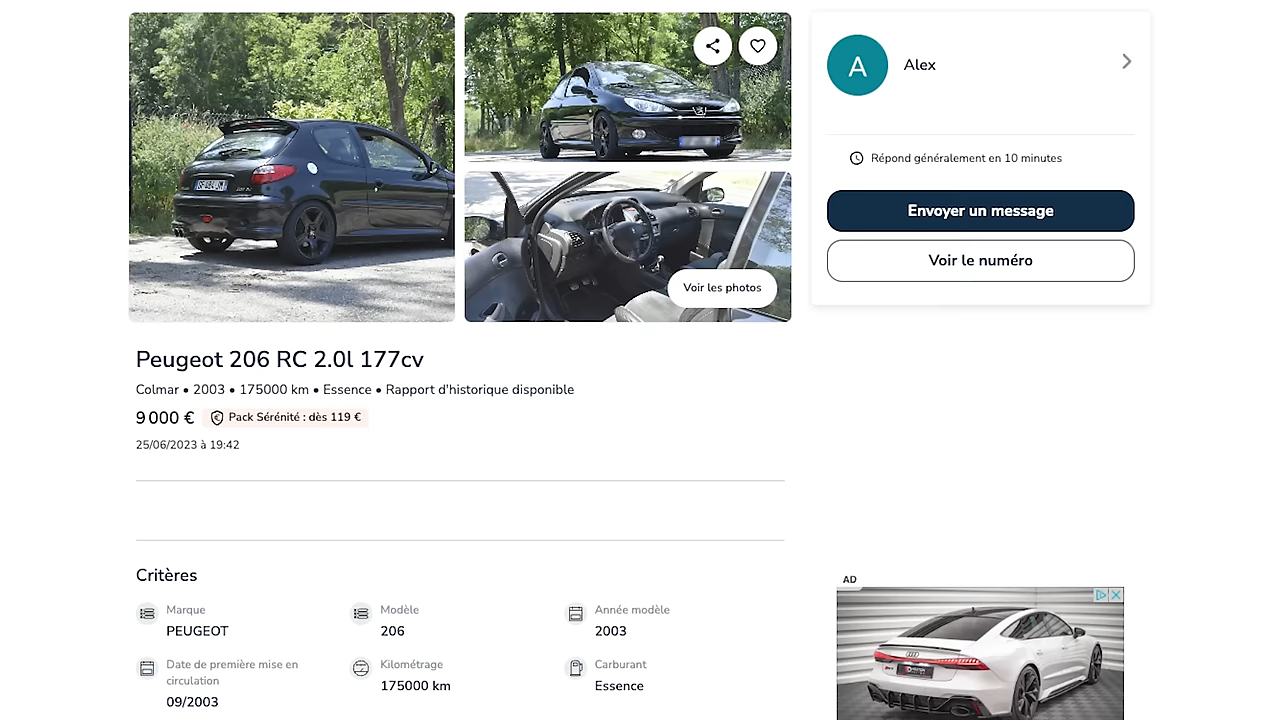 Voir les photos
A
Alex
Répond généralement en 10 minutes
Envoyer un message
Voir le numéro
Peugeot 206 RC 2.0l 177cv
Colmar • 2003 • 175000 km • Essence • Rapport d'historique disponible
9 000 € Pack Sérénité : dès 119 €
25/06/2023 à 19:42
Critères
Marque
PEUGEOT
Modèle
206
Année modèle
2003
Date de première mise en
circulation
09/2003
Kilométrage
175000 km
Carburant
Essence
AD